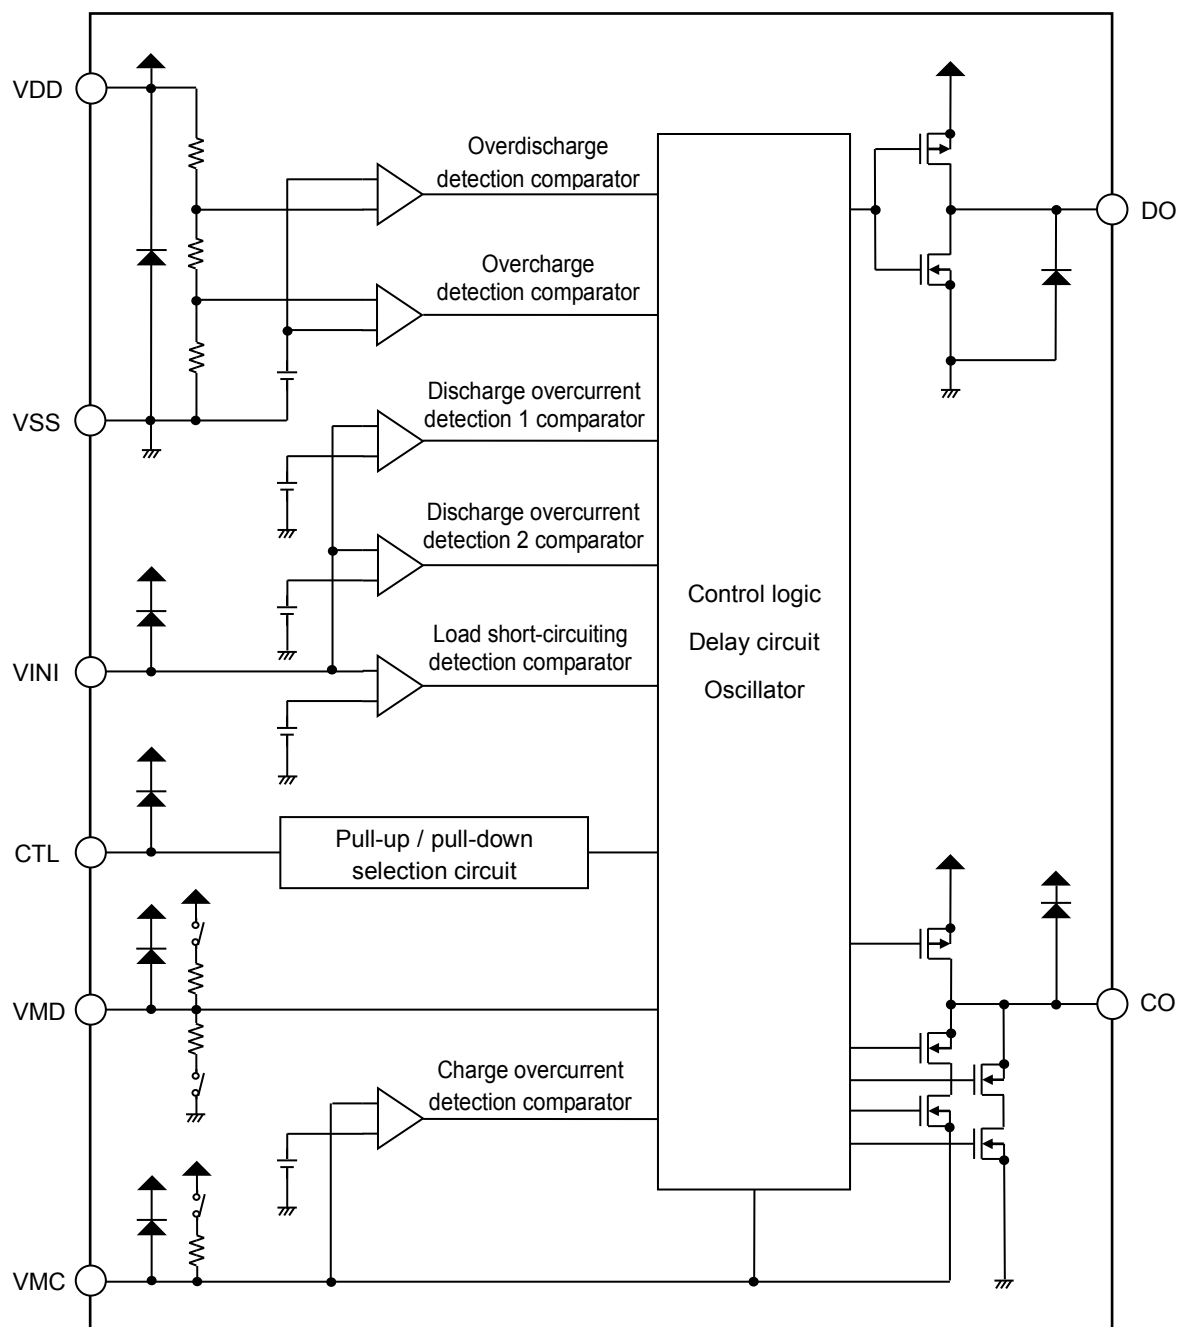 VDD
Overdischarge
detection comparator
DO
Overcharge
detection comparator
VSS
Discharge overcurrent
detection 1 comparator
Discharge overcurrent
detection 2 comparator
Control logic
Delay circuit
Oscillator
VINI
Load short-circuiting
detection comparator
CTL
Pull-up / pull-down
selection circuit
VMD
CO
Charge overcurrent
detection comparator
VMC